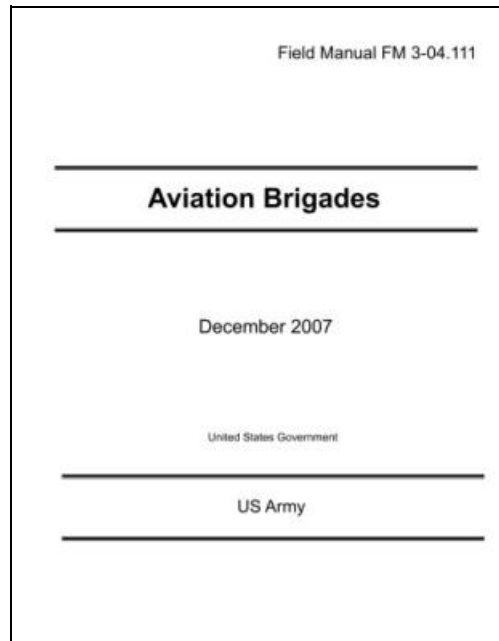 Field Manual FM 3-04.111
Aviation Brigades
December 2007
United States Government
US Army